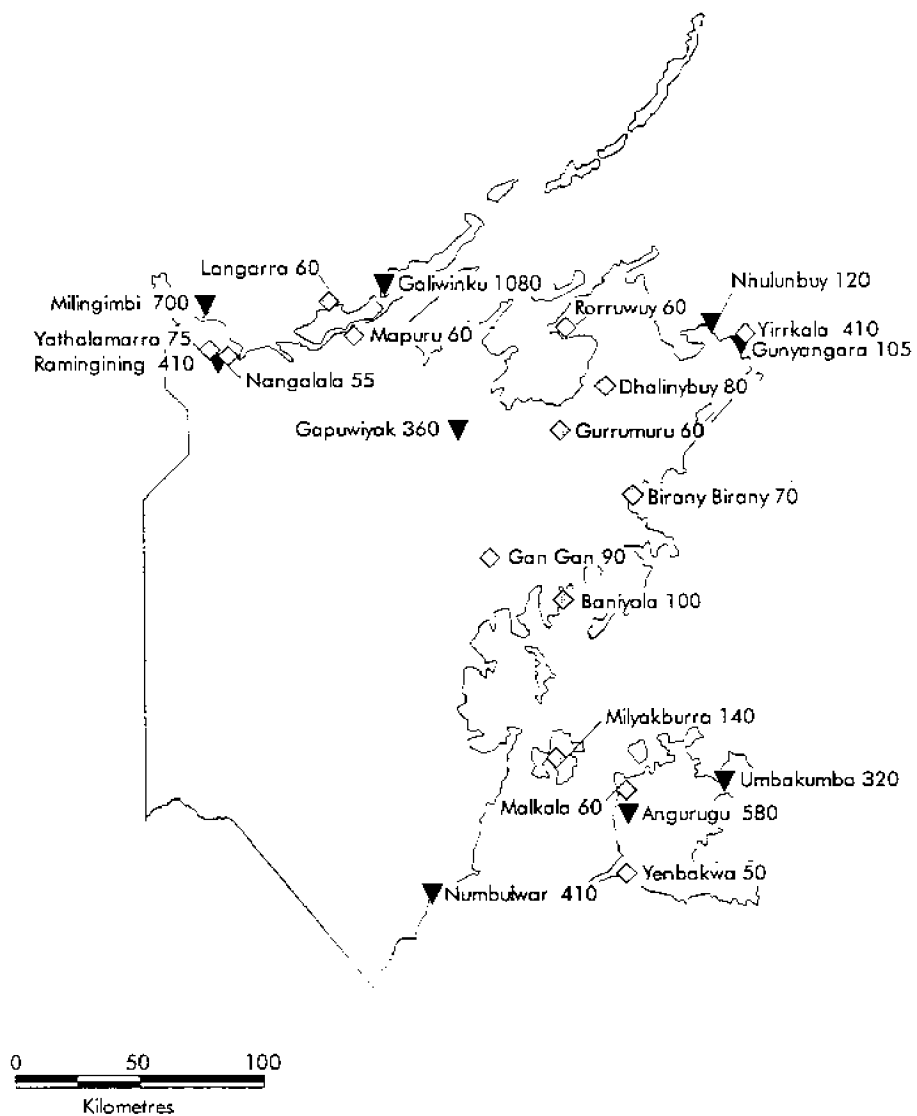 Langarra 60
Galiwinku 1080
Nhulunbuy 120
Milingimbi 700
Rorruwuy 60
Yirrkala 410
Yathalamarra 75
Mapuru 60
Gunyangara 105
Ramingining 410
Nangalala 55
Dhalinybuy 80
Gapuwiyak 360
Gurrumuru 60
Birany Birany 70
Gan Gan 90
Baniyala 100
Milyakburra 140
Umbakumba 320
Malkala 60
Angurugu 580
Yenbakwa 50
Numbulwar 410
0 50 100
Kilometres